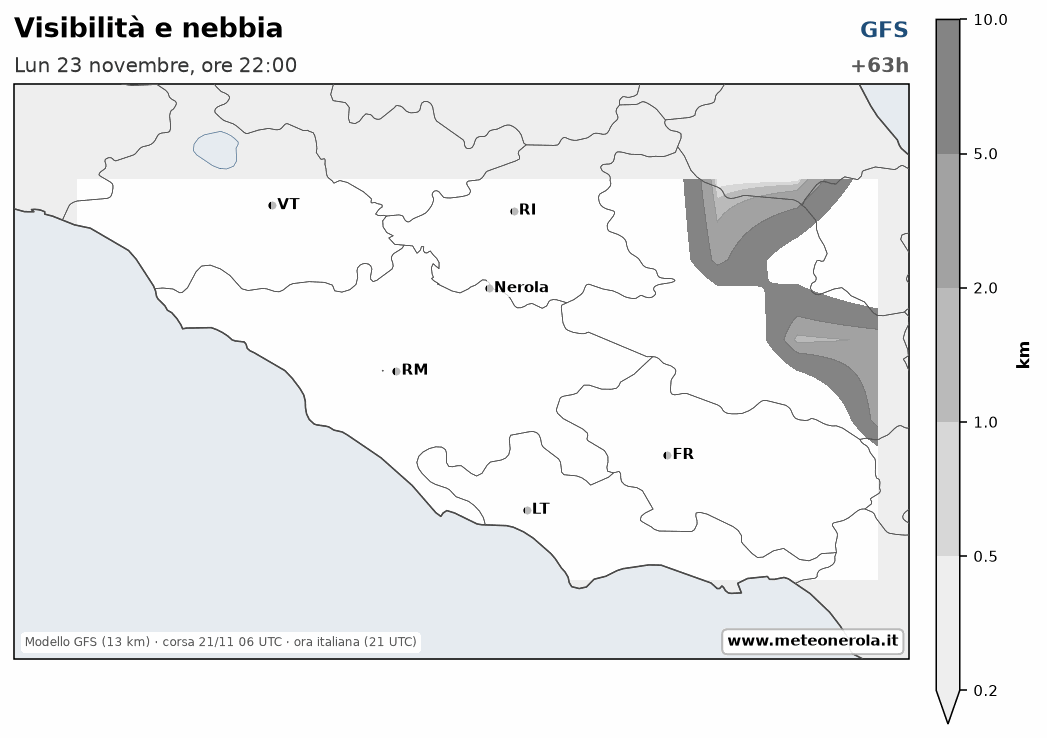 Visibilità e nebbia
GFS
Lun 23 novembre, ore 22:00
+63h
10.0
5.0
2.0
1.0
0.5
0.2
km
VT
RI
Nerola
RM
FR
LT
Modello GFS (13 km) · corsa 21/11 06 UTC · ora italiana (21 UTC)
www.meteonerola.it